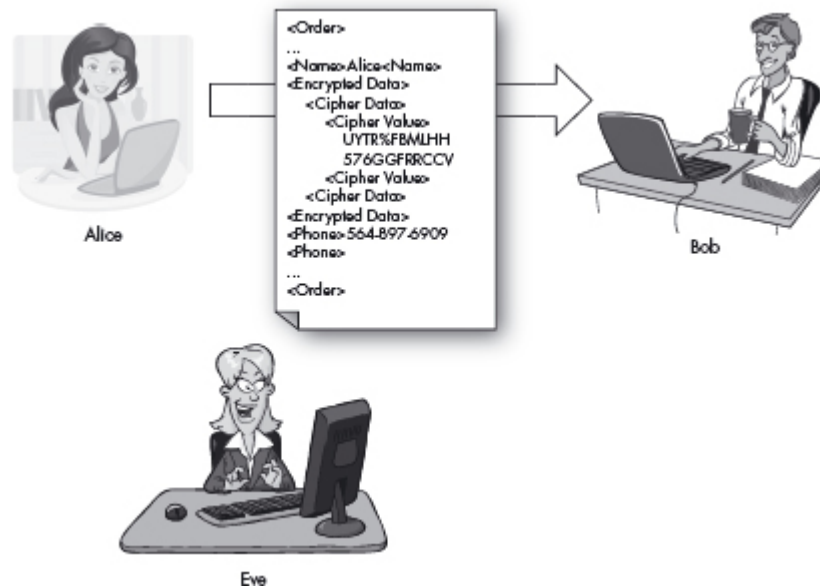 <Order>
...
<Name>Alice<Name>
<Encrypted Data>
<Cipher Data>
<Cipher Value>
UYTR%FBMLHH
576GGFRRCCV
<Cipher Value>
<Cipher Data>
<Encrypted Data>
<Phone>564-897-6909
<Phone>
...
<Order>
Alice
Bob
Eve